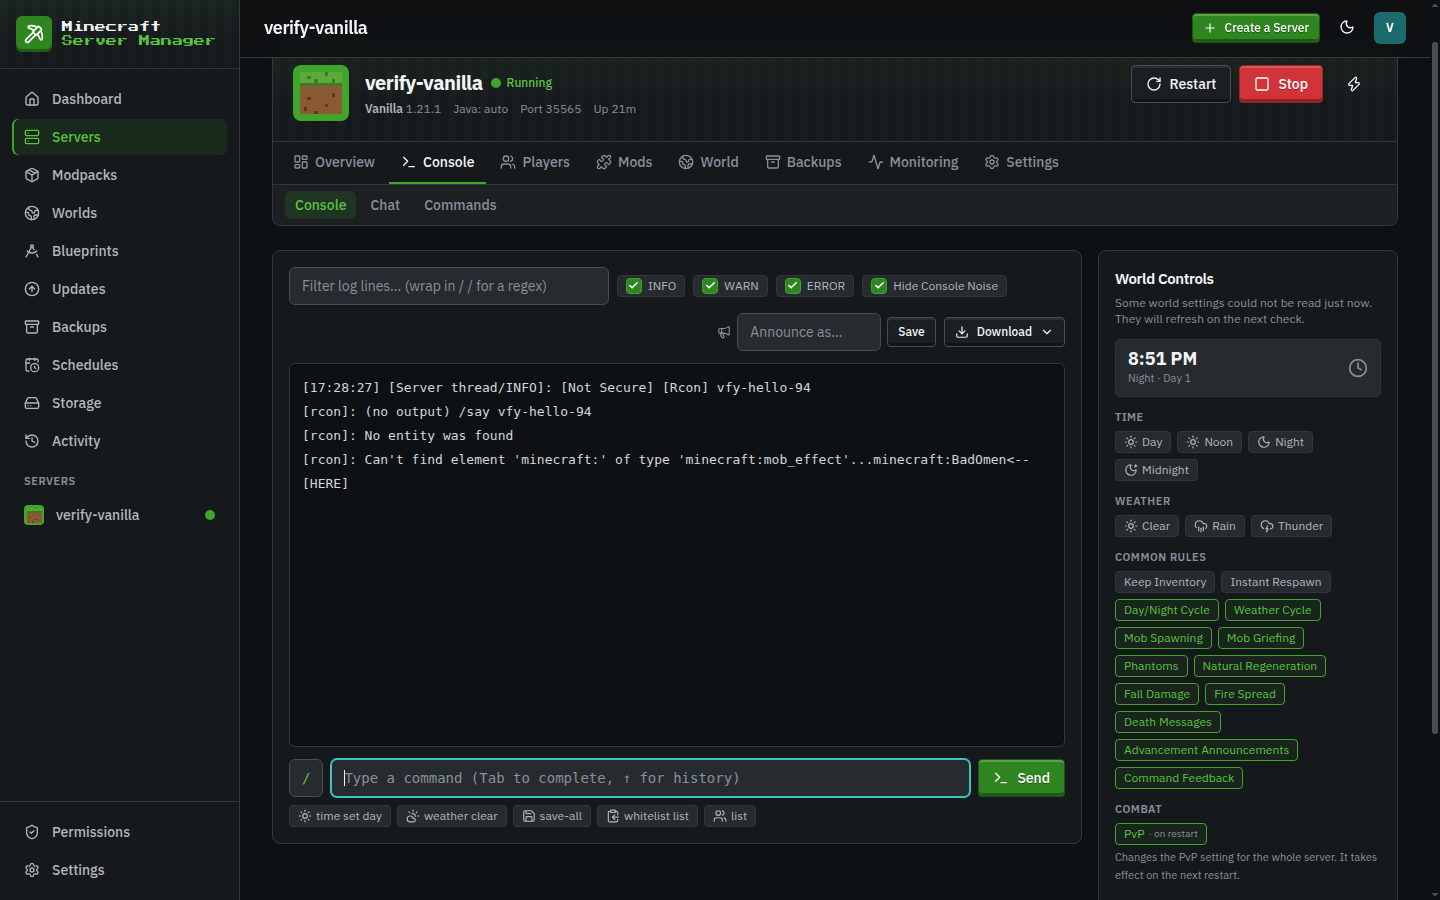 Minecraft
Server Manager
Dashboard
Servers
Modpacks
Worlds
Blueprints
Updates
Backups
Schedules
Storage
Activity
SERVERS
verify-vanilla
Permissions
Settings
verify-vanilla
Create a Server
V
verify-vanilla
Running
Vanilla 1.21.1 Java: auto Port 35565 Up 21m
Restart
Stop
Overview
Console
Players
Mods
World
Backups
Monitoring
Settings
Console
Chat
Commands
Filter log lines... (wrap in / / for a regex)
INFO
WARN
ERROR
Hide Console Noise
Announce as...
Save
Download
[17:28:27] [Server thread/INFO]: [Not Secure] [Rcon] vfy-hello-94
[rcon]: (no output) /say vfy-hello-94
[rcon]: No entity was found
[rcon]: Can't find element 'minecraft:' of type 'minecraft:mob_effect'...minecraft:BadOmen<--
[HERE]
/
Type a command (Tab to complete, ↑ for history)
Send
time set day
weather clear
save-all
whitelist list
list
World Controls
Some world settings could not be read just now.
They will refresh on the next check.
8:51 PM
Night · Day 1
TIME
Day
Noon
Night
Midnight
WEATHER
Clear
Rain
Thunder
COMMON RULES
Keep Inventory
Instant Respawn
Day/Night Cycle
Weather Cycle
Mob Spawning
Mob Griefing
Phantoms
Natural Regeneration
Fall Damage
Fire Spread
Death Messages
Advancement Announcements
Command Feedback
COMBAT
PvP · on restart
Changes the PvP setting for the whole server. It takes
effect on the next restart.